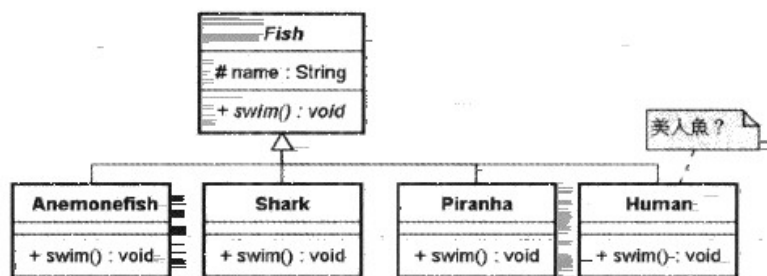 Fish
# name : String
+ swim() : void
美人魚？
Anemonefish
Shark
Piranha
Human
+ swim() : void
+ swim() : void
+ swim() : void
+ swim() : void